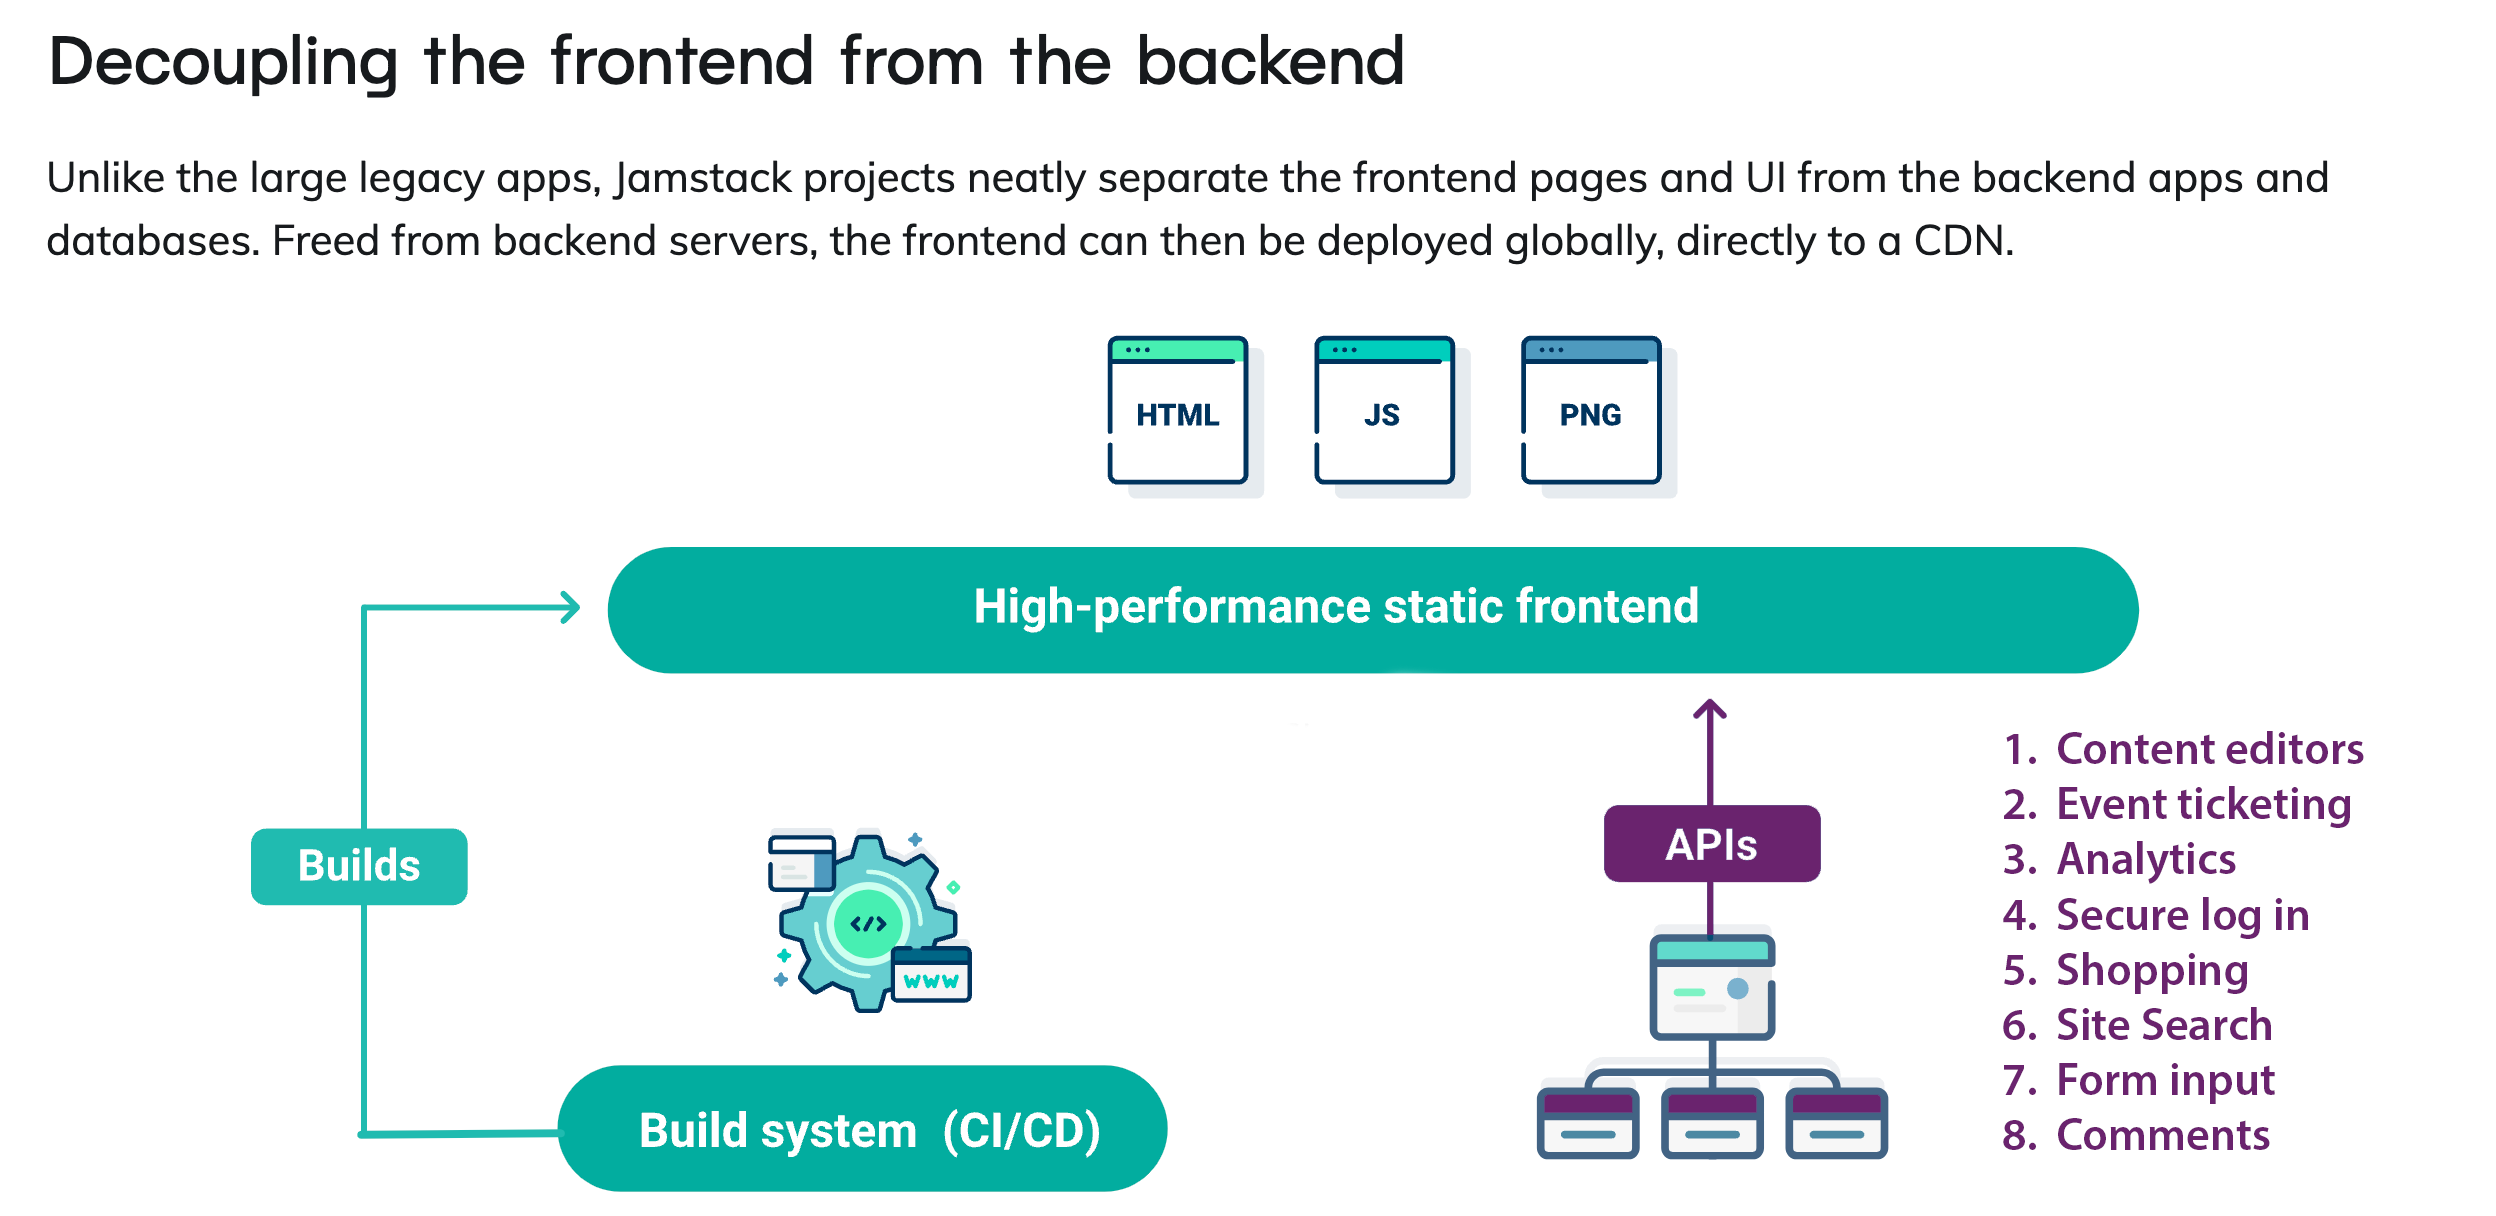 Decoupling the frontend from the backend
Unlike the large legacy apps, Jamstack projects neatly separate the frontend pages and UI from the backend apps and
databases. Freed from backend servers, the frontend can then be deployed globally, directly to a CDN.
HTML
JS
PNG
High-performance static frontend
Builds
</>
www
Build system (CI/CD)
APIs
1. Content editors
2. Event ticketing
3. Analytics
4. Secure log in
5. Shopping
6. Site Search
7. Form input
8. Comments